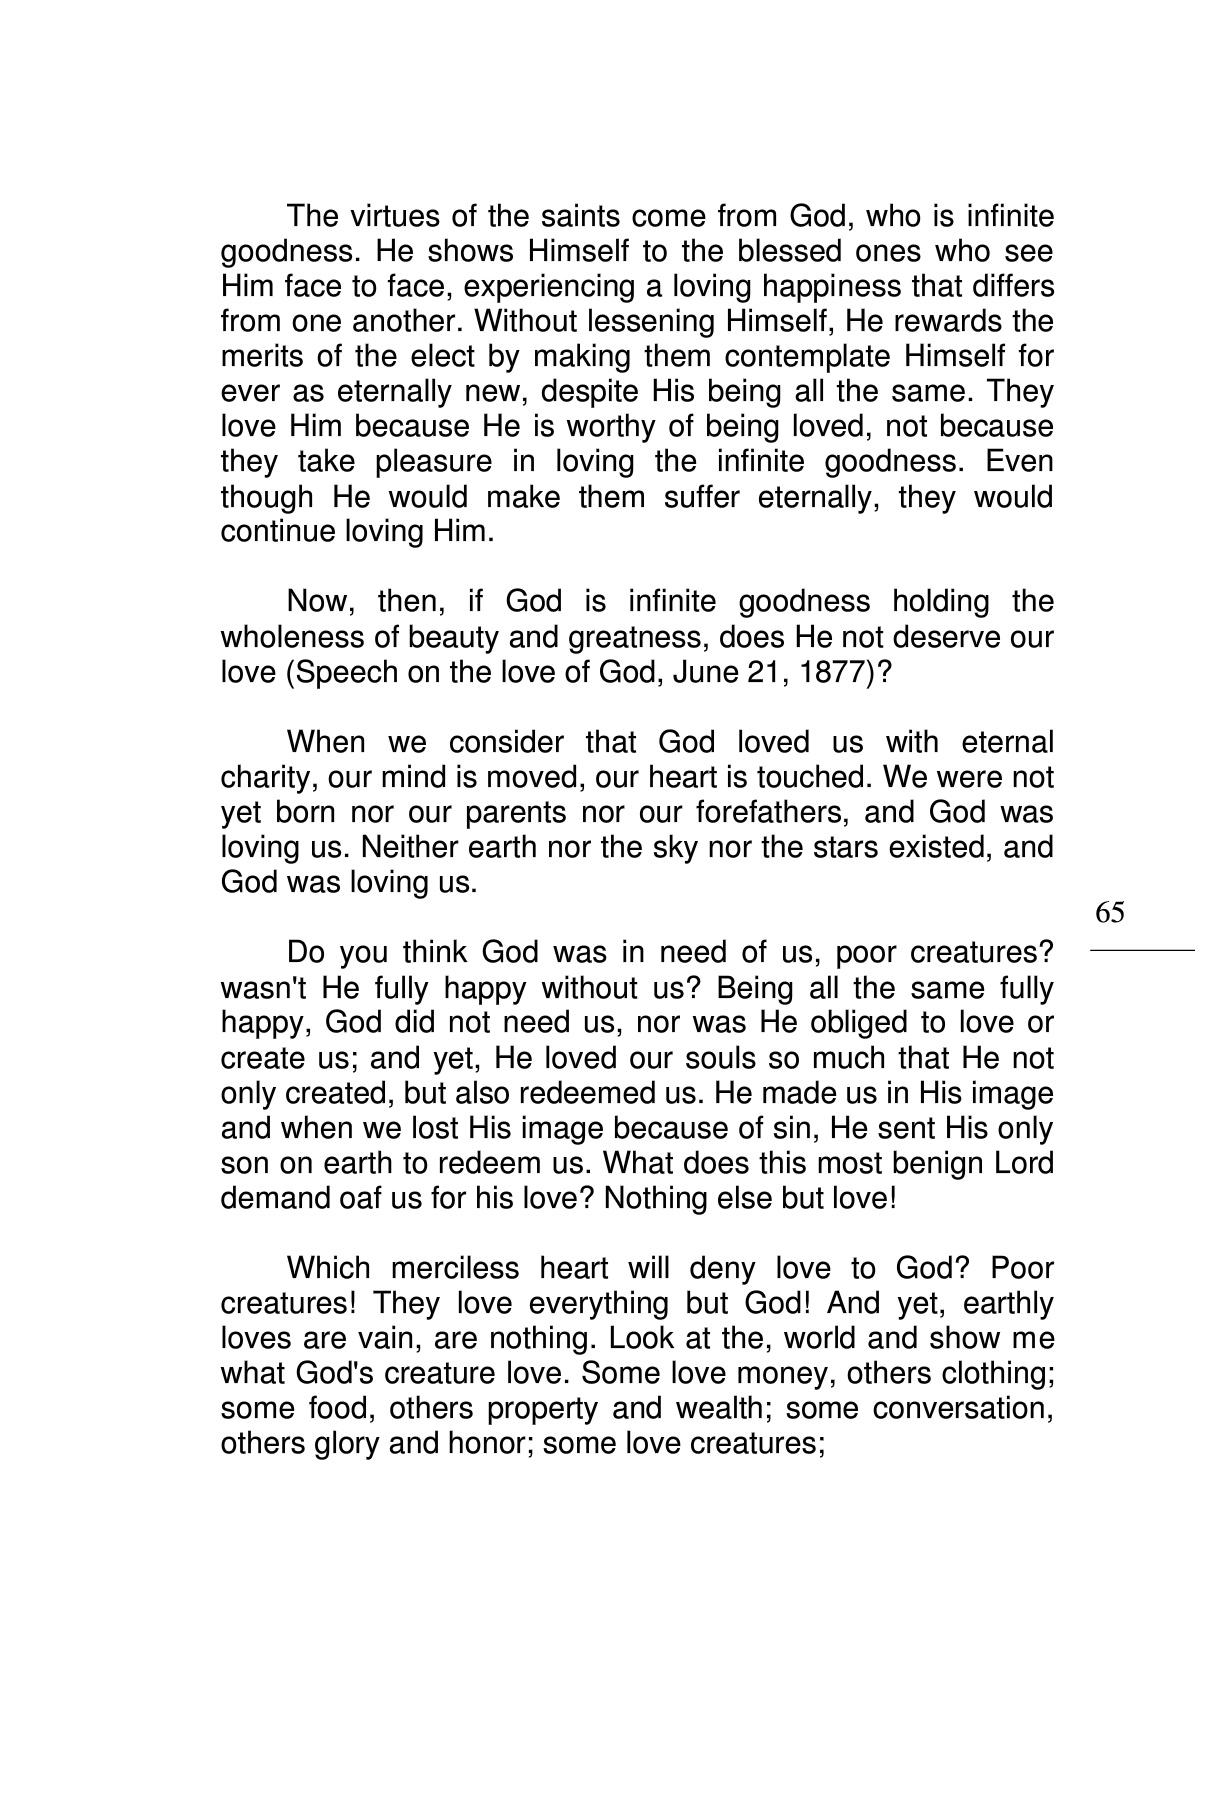 The virtues of the saints come from God, who is infinite
goodness. He shows Himself to the blessed ones who see
Him face to face, experiencing a loving happiness that differs
from one another. Without lessening Himself, He rewards the
merits of the elect by making them contemplate Himself for
ever as eternally new, despite His being all the same. They
love Him because He is worthy of being loved, not because
they take pleasure in loving the infinite goodness. Even
though He would make them suffer eternally, they would
continue loving Him.
Now, then, if God is infinite goodness holding the
wholeness of beauty and greatness, does He not deserve our
love (Speech on the love of God, June 21, 1877)?
When we consider that God loved us with eternal
charity, our mind is moved, our heart is touched. We were not
yet born nor our parents nor our forefathers, and God was
loving us. Neither earth nor the sky nor the stars existed, and
God was loving us.
65
Do you think God was in need of us, poor creatures?
wasn't He fully happy without us? Being all the same fully
happy, God did not need us, nor was He obliged to love or
create us; and yet, He loved our souls so much that He not
only created, but also redeemed us. He made us in His image
and when we lost His image because of sin, He sent His only
son on earth to redeem us. What does this most benign Lord
demand oaf us for his love? Nothing else but love!
Which merciless heart will deny love to God? Poor
creatures! They love everything but God! And yet, earthly
loves are vain, are nothing. Look at the, world and show me
what God's creature love. Some love money, others clothing;
some food, others property and wealth; some conversation,
others glory and honor; some love creatures;